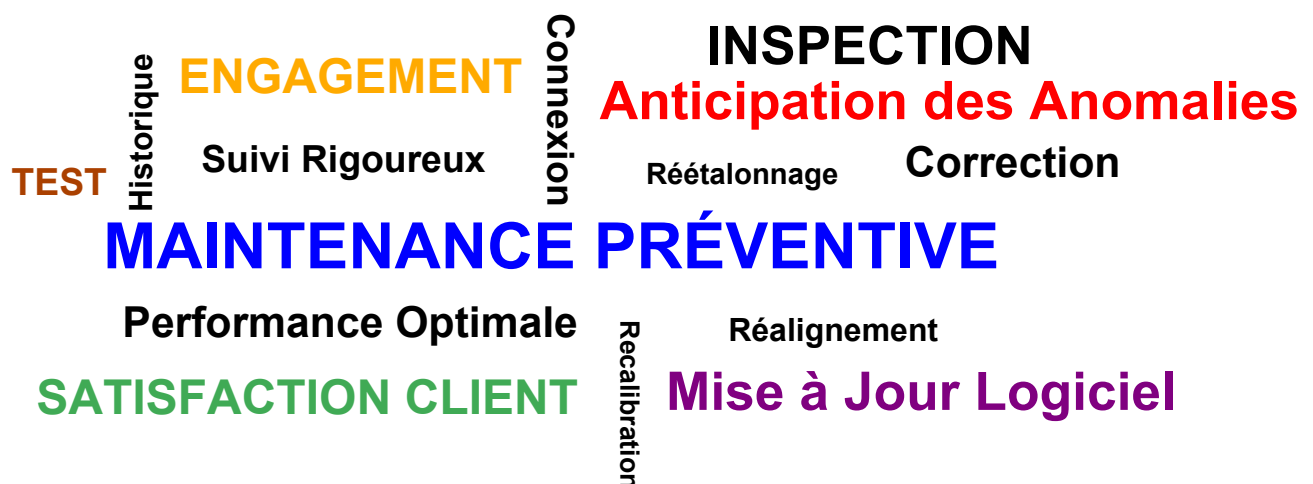 INSPECTION
Connexion
Historique
ENGAGEMENT
Anticipation des Anomalies
Suivi Rigoureux
Réétalonnage
Correction
TEST
MAINTENANCE PRÉVENTIVE
Performance Optimale
Recalibration
Réalignement
SATISFACTION CLIENT
Mise à Jour Logiciel